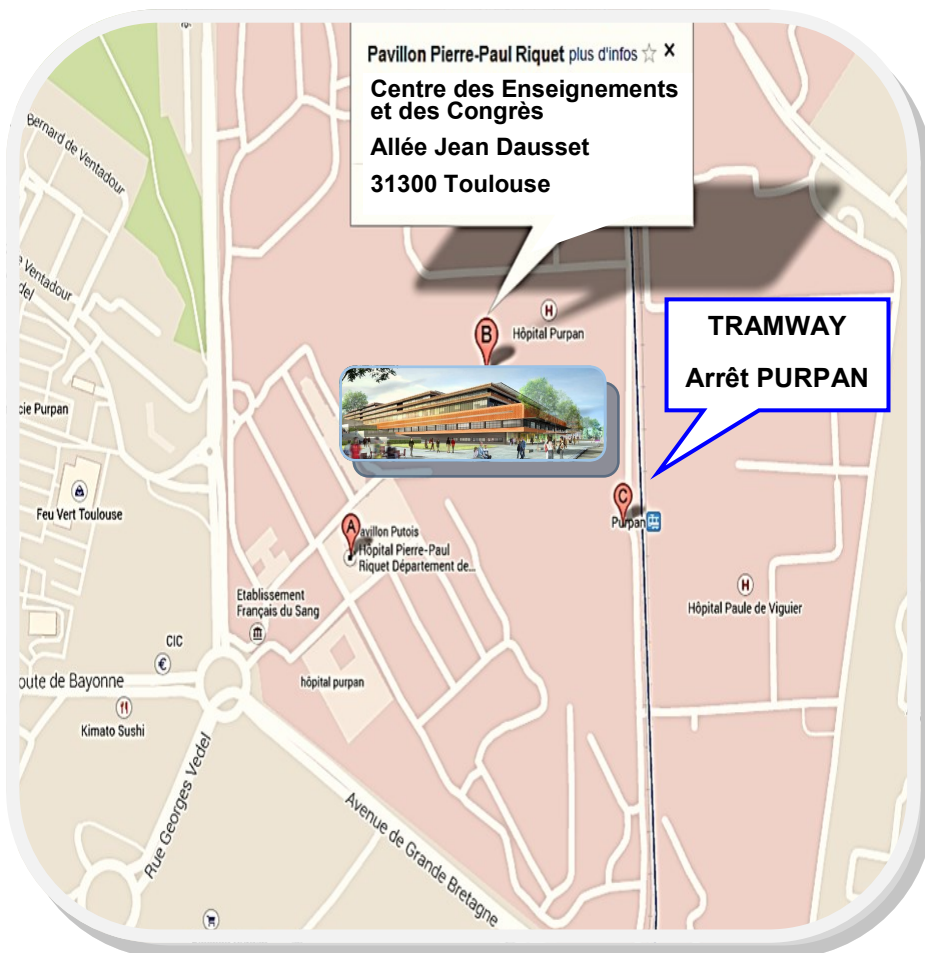 Pavillon Pierre-Paul Riquet plus d'infos ☆ X
Centre des Enseignements
et des Congrès
Allée Jean Dausset
31300 Toulouse
Bernard de Ventadour
Ventadour
B
H
Hôpital Purpan
TRAMWAY
Arrêt PURPAN
cie Purpan
Feu Vert Toulouse
C
Purpan
A
avillon Putois
Hôpital Pierre-Paul
Riquet Département de...
H
Hôpital Paule de Viguier
Etablissement
Français du Sang
CIC
€
oute de Bayonne
hôpital purpan
Kimato Sushi
Rue Georges Vedel
Avenue de Grande Bretagne